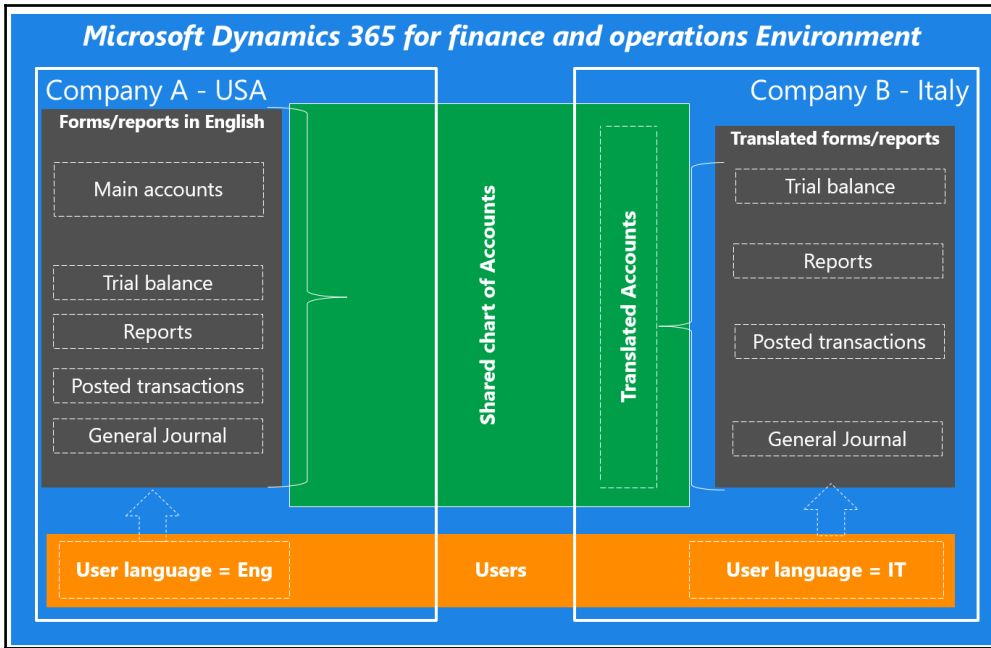 Microsoft Dynamics 365 for finance and operations Environment
Company A - USA
Forms/reports in English
Main accounts
Trial balance
Reports
Posted transactions
General Journal
Shared chart of Accounts
Translated Accounts
Company B - Italy
Translated forms/reports
Trial balance
Reports
Posted transactions
General Journal
User language = Eng
Users
User language = IT